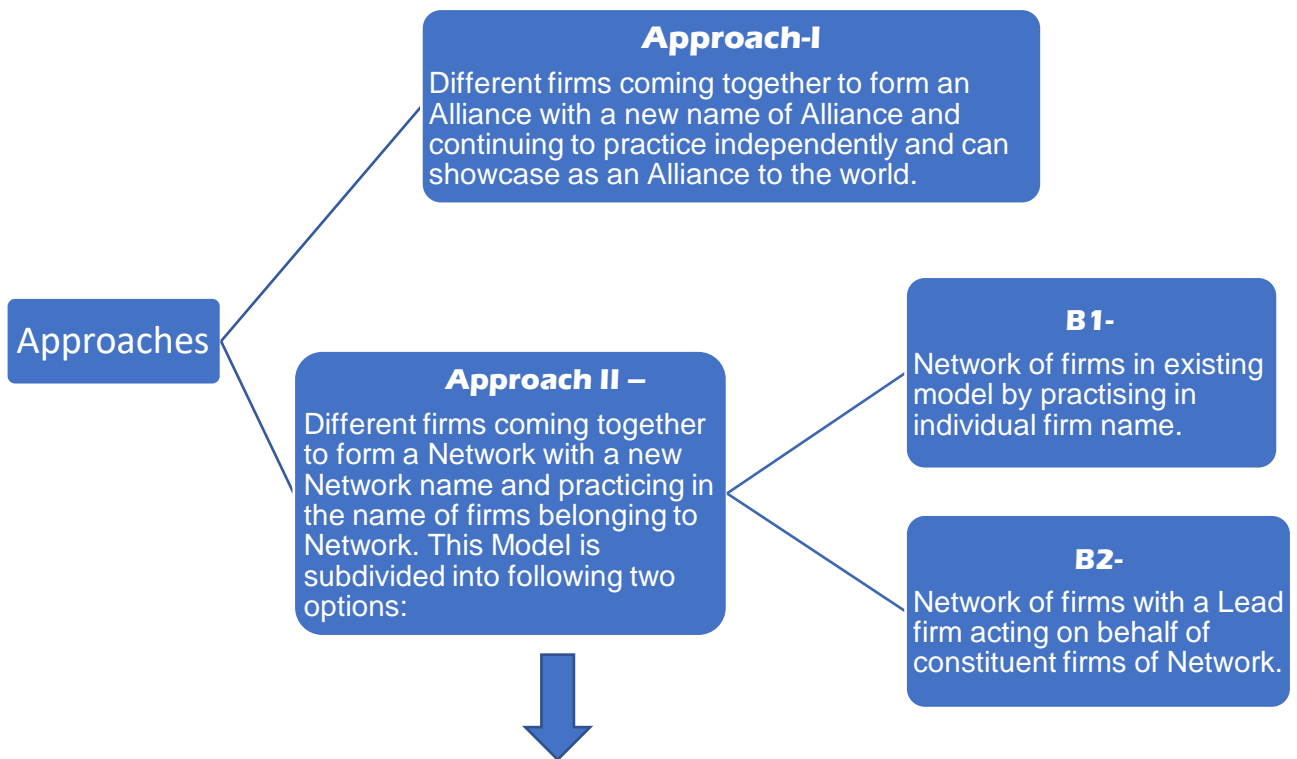 Approach-I
Different firms coming together to form an
Alliance with a new name of Alliance and
continuing to practice independently and can
showcase as an Alliance to the world.
Approaches
Approach II –
Different firms coming together
to form a Network with a new
Network name and practicing in
the name of firms belonging to
Network. This Model is
subdivided into following two
options:
B1-
Network of firms in existing
model by practising in
individual firm name.
B2-
Network of firms with a Lead
firm acting on behalf of
constituent firms of Network.